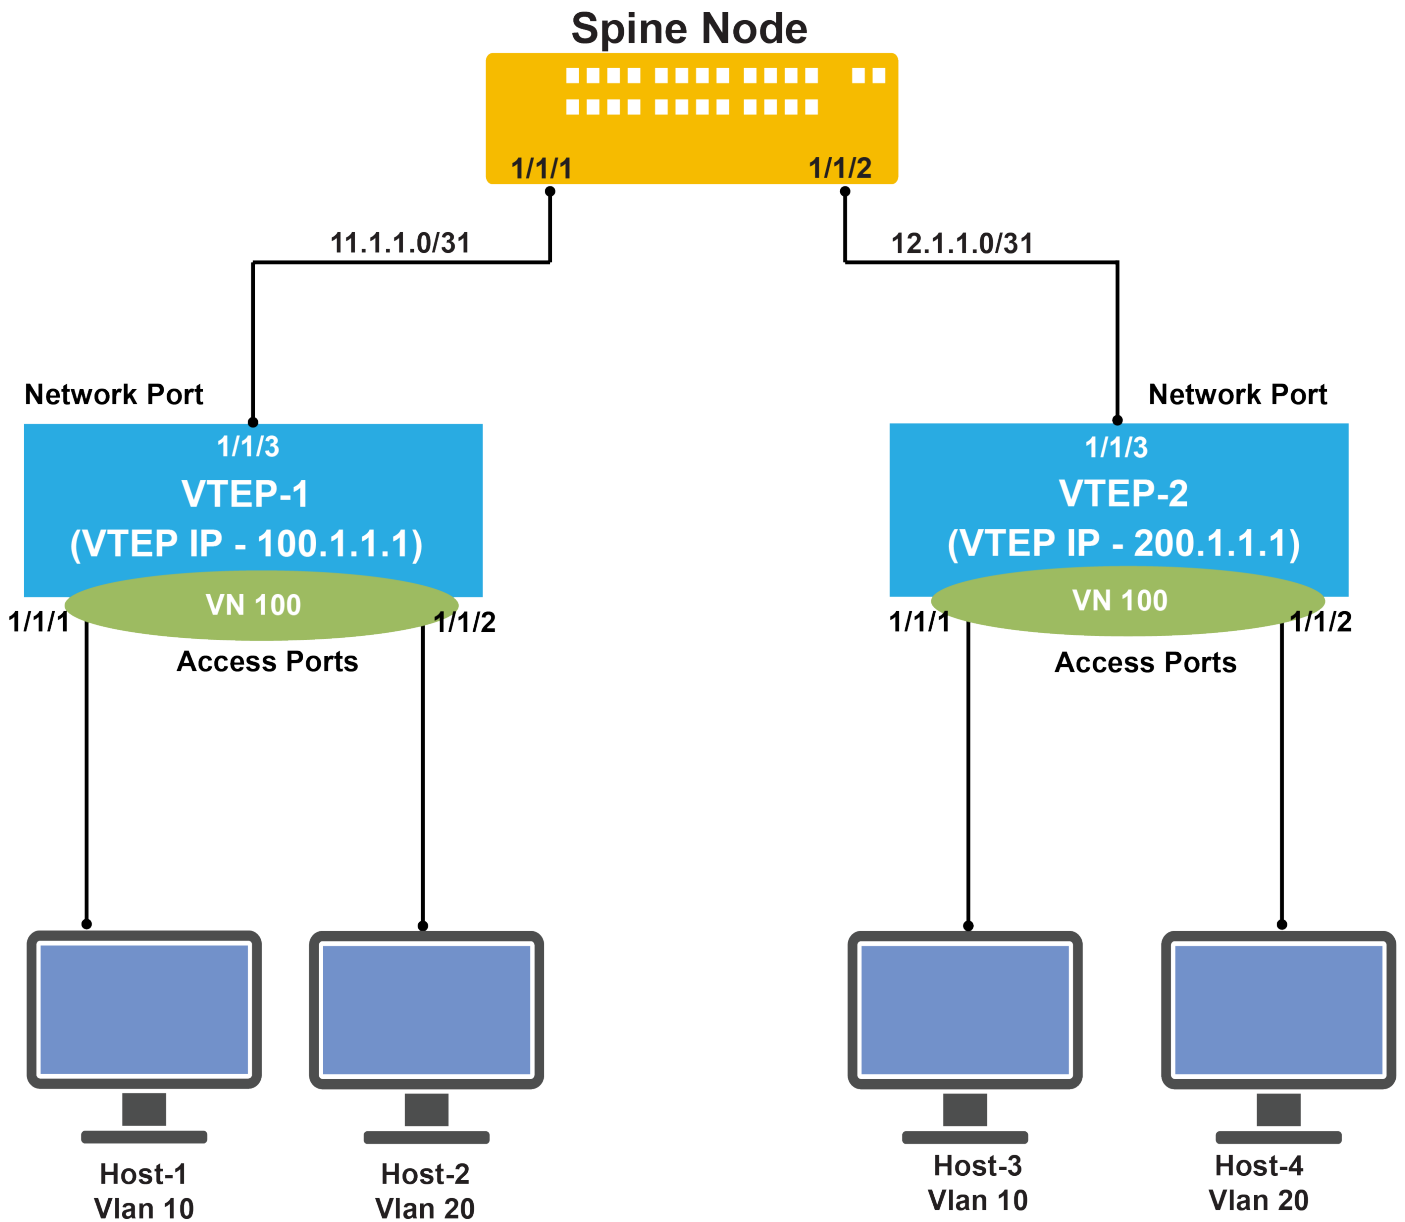 Spine Node
1/1/1
1/1/2
11.1.1.0/31
12.1.1.0/31
Network Port
Network Port
1/1/3
VTEP-1
(VTEP IP - 100.1.1.1)
VN 100
1/1/1
1/1/2
Access Ports
1/1/3
VTEP-2
(VTEP IP - 200.1.1.1)
VN 100
1/1/1
1/1/2
Access Ports
Host-1
Vlan 10
Host-2
Vlan 20
Host-3
Vlan 10
Host-4
Vlan 20